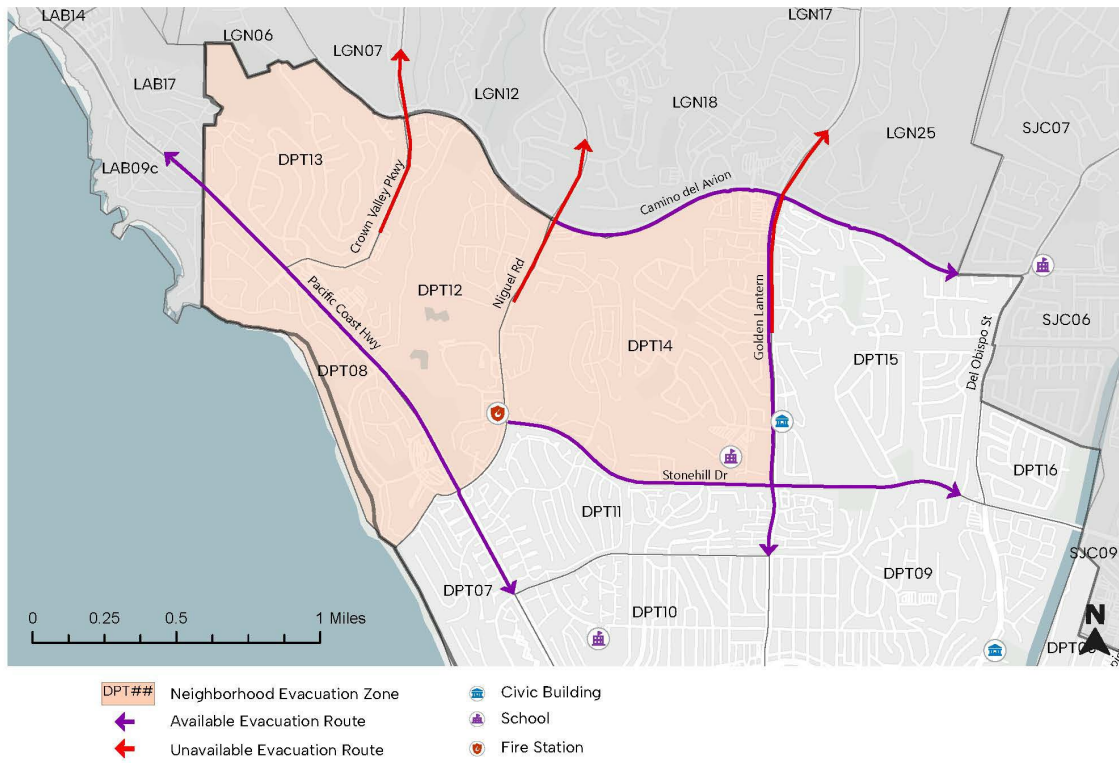 LAB14
LGN06
LGN07
LGN17
LAB17
LGN12
LGN18
SJC07
LGN25
DPT13
LAB09c
Crown Valley Pkwy
Camino del Avion
Niguel Rd
DPT12
Pacific Coast Hwy
Golden Lantern
SJC06
DPT14
DPT15
Del Obispo St
DPT08
DPT16
Stonehill Dr
DPT11
SJC09
DPT09
DPT07
DPT10
N
0 0.25 0.5 1 Miles
DPT## Neighborhood Evacuation Zone
Available Evacuation Route
Unavailable Evacuation Route
Civic Building
School
Fire Station